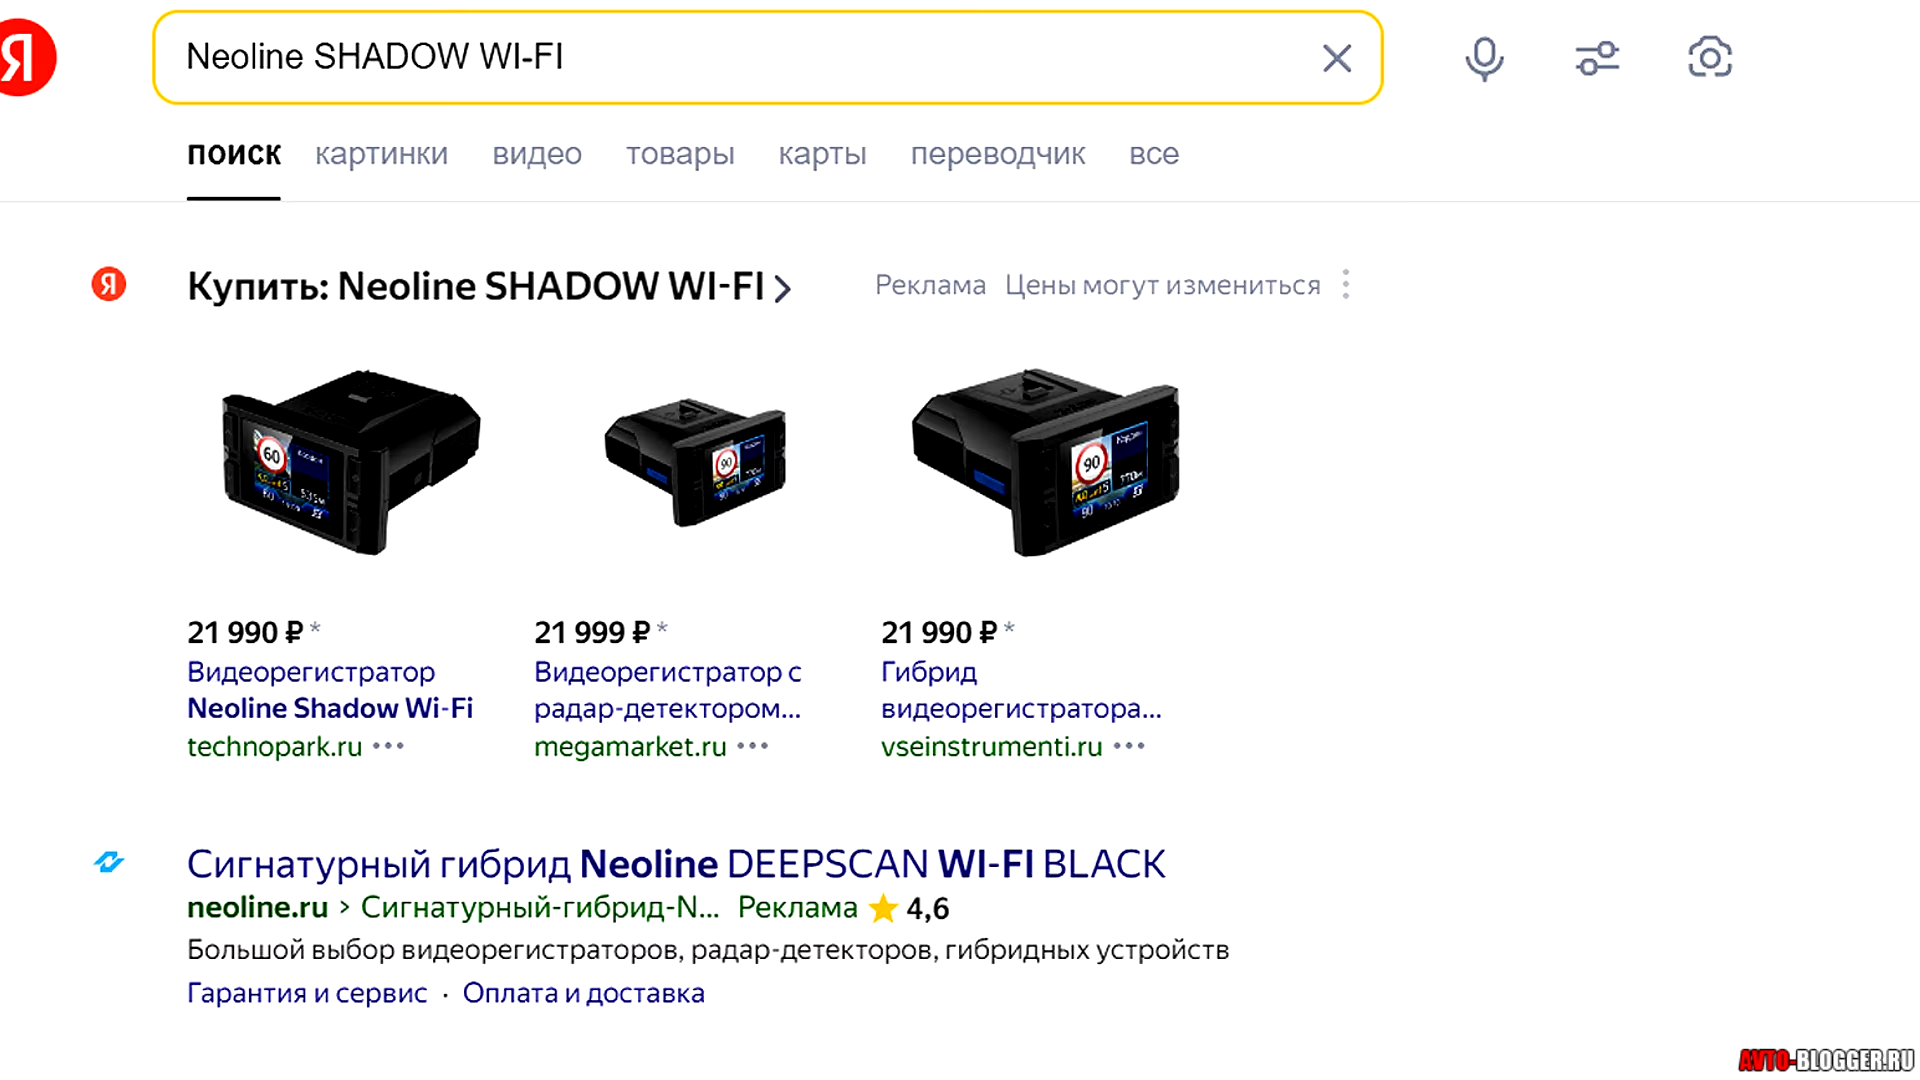 Я
Neoline SHADOW WI-FI
поиск картинки видео товары карты переводчик все
Я Купить: Neoline SHADOW WI-FI Реклама Цены могут измениться
60
90
90
21 990 ₽ * 21 999 ₽ * 21 990 ₽ *
Видеорегистратор Видеорегистратор с Гибрид
Neoline Shadow Wi-Fi радар-детектором... видеорегистратора...
technopark.ru megamarket.ru vseinstrumenti.ru
Сигнатурный гибрид Neoline DEEPSCAN WI-FI BLACK
neoline.ru > Сигнатурный-гибрид-N... Реклама 4,6
Большой выбор видеорегистраторов, радар-детекторов, гибридных устройств
Гарантия и сервис · Оплата и доставка
AVTO-BLOGGER.RU